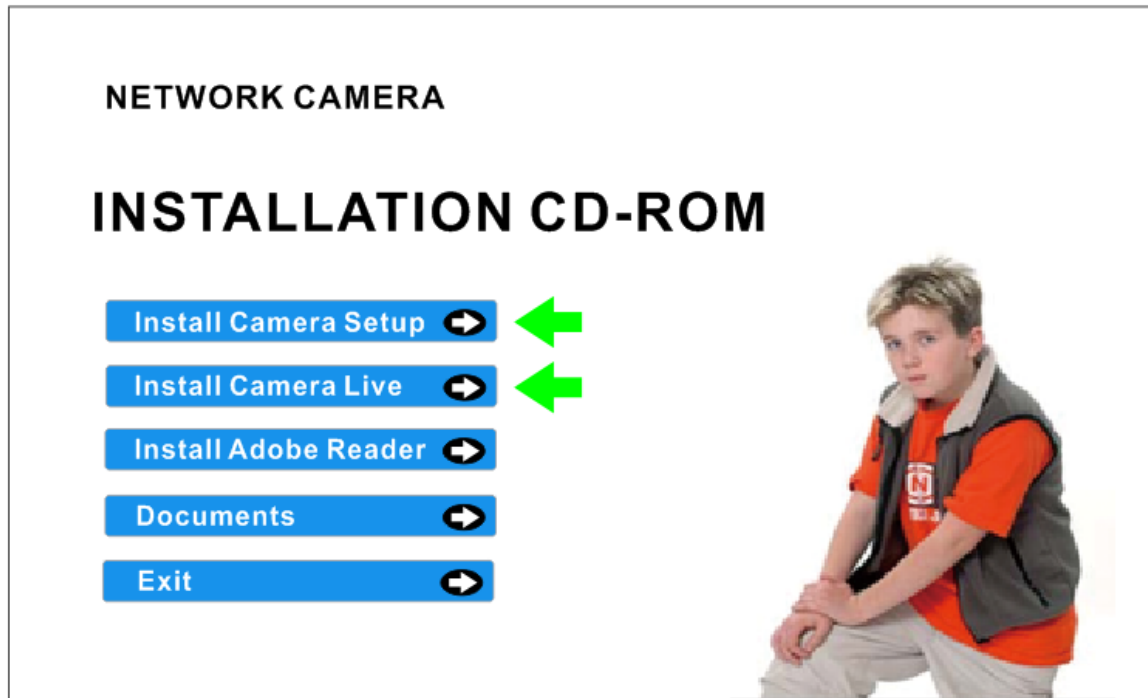 NETWORK CAMERA
INSTALLATION CD-ROM
Install Camera Setup
Install Camera Live
Install Adobe Reader
Documents
Exit
N